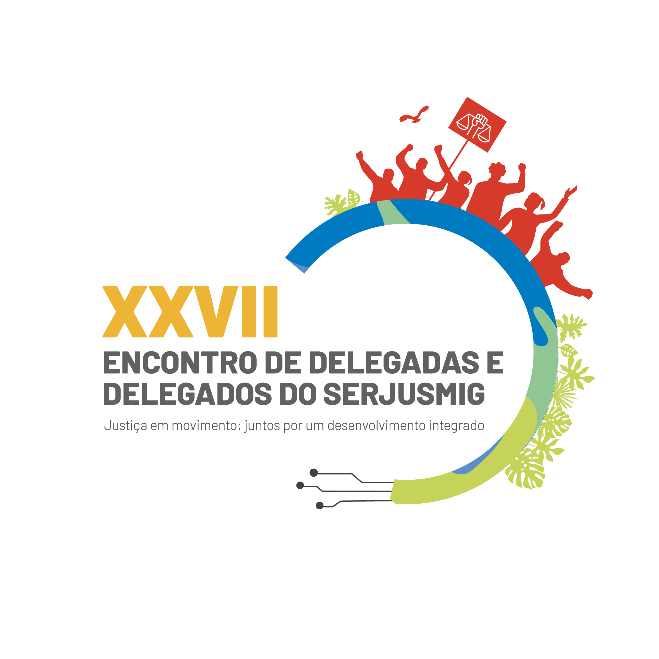 XXVII
ENCONTRO DE DELEGADAS E
DELEGADOS DO SERJUSMIG
Justiça em movimento: juntos por um desenvolvimento integrado